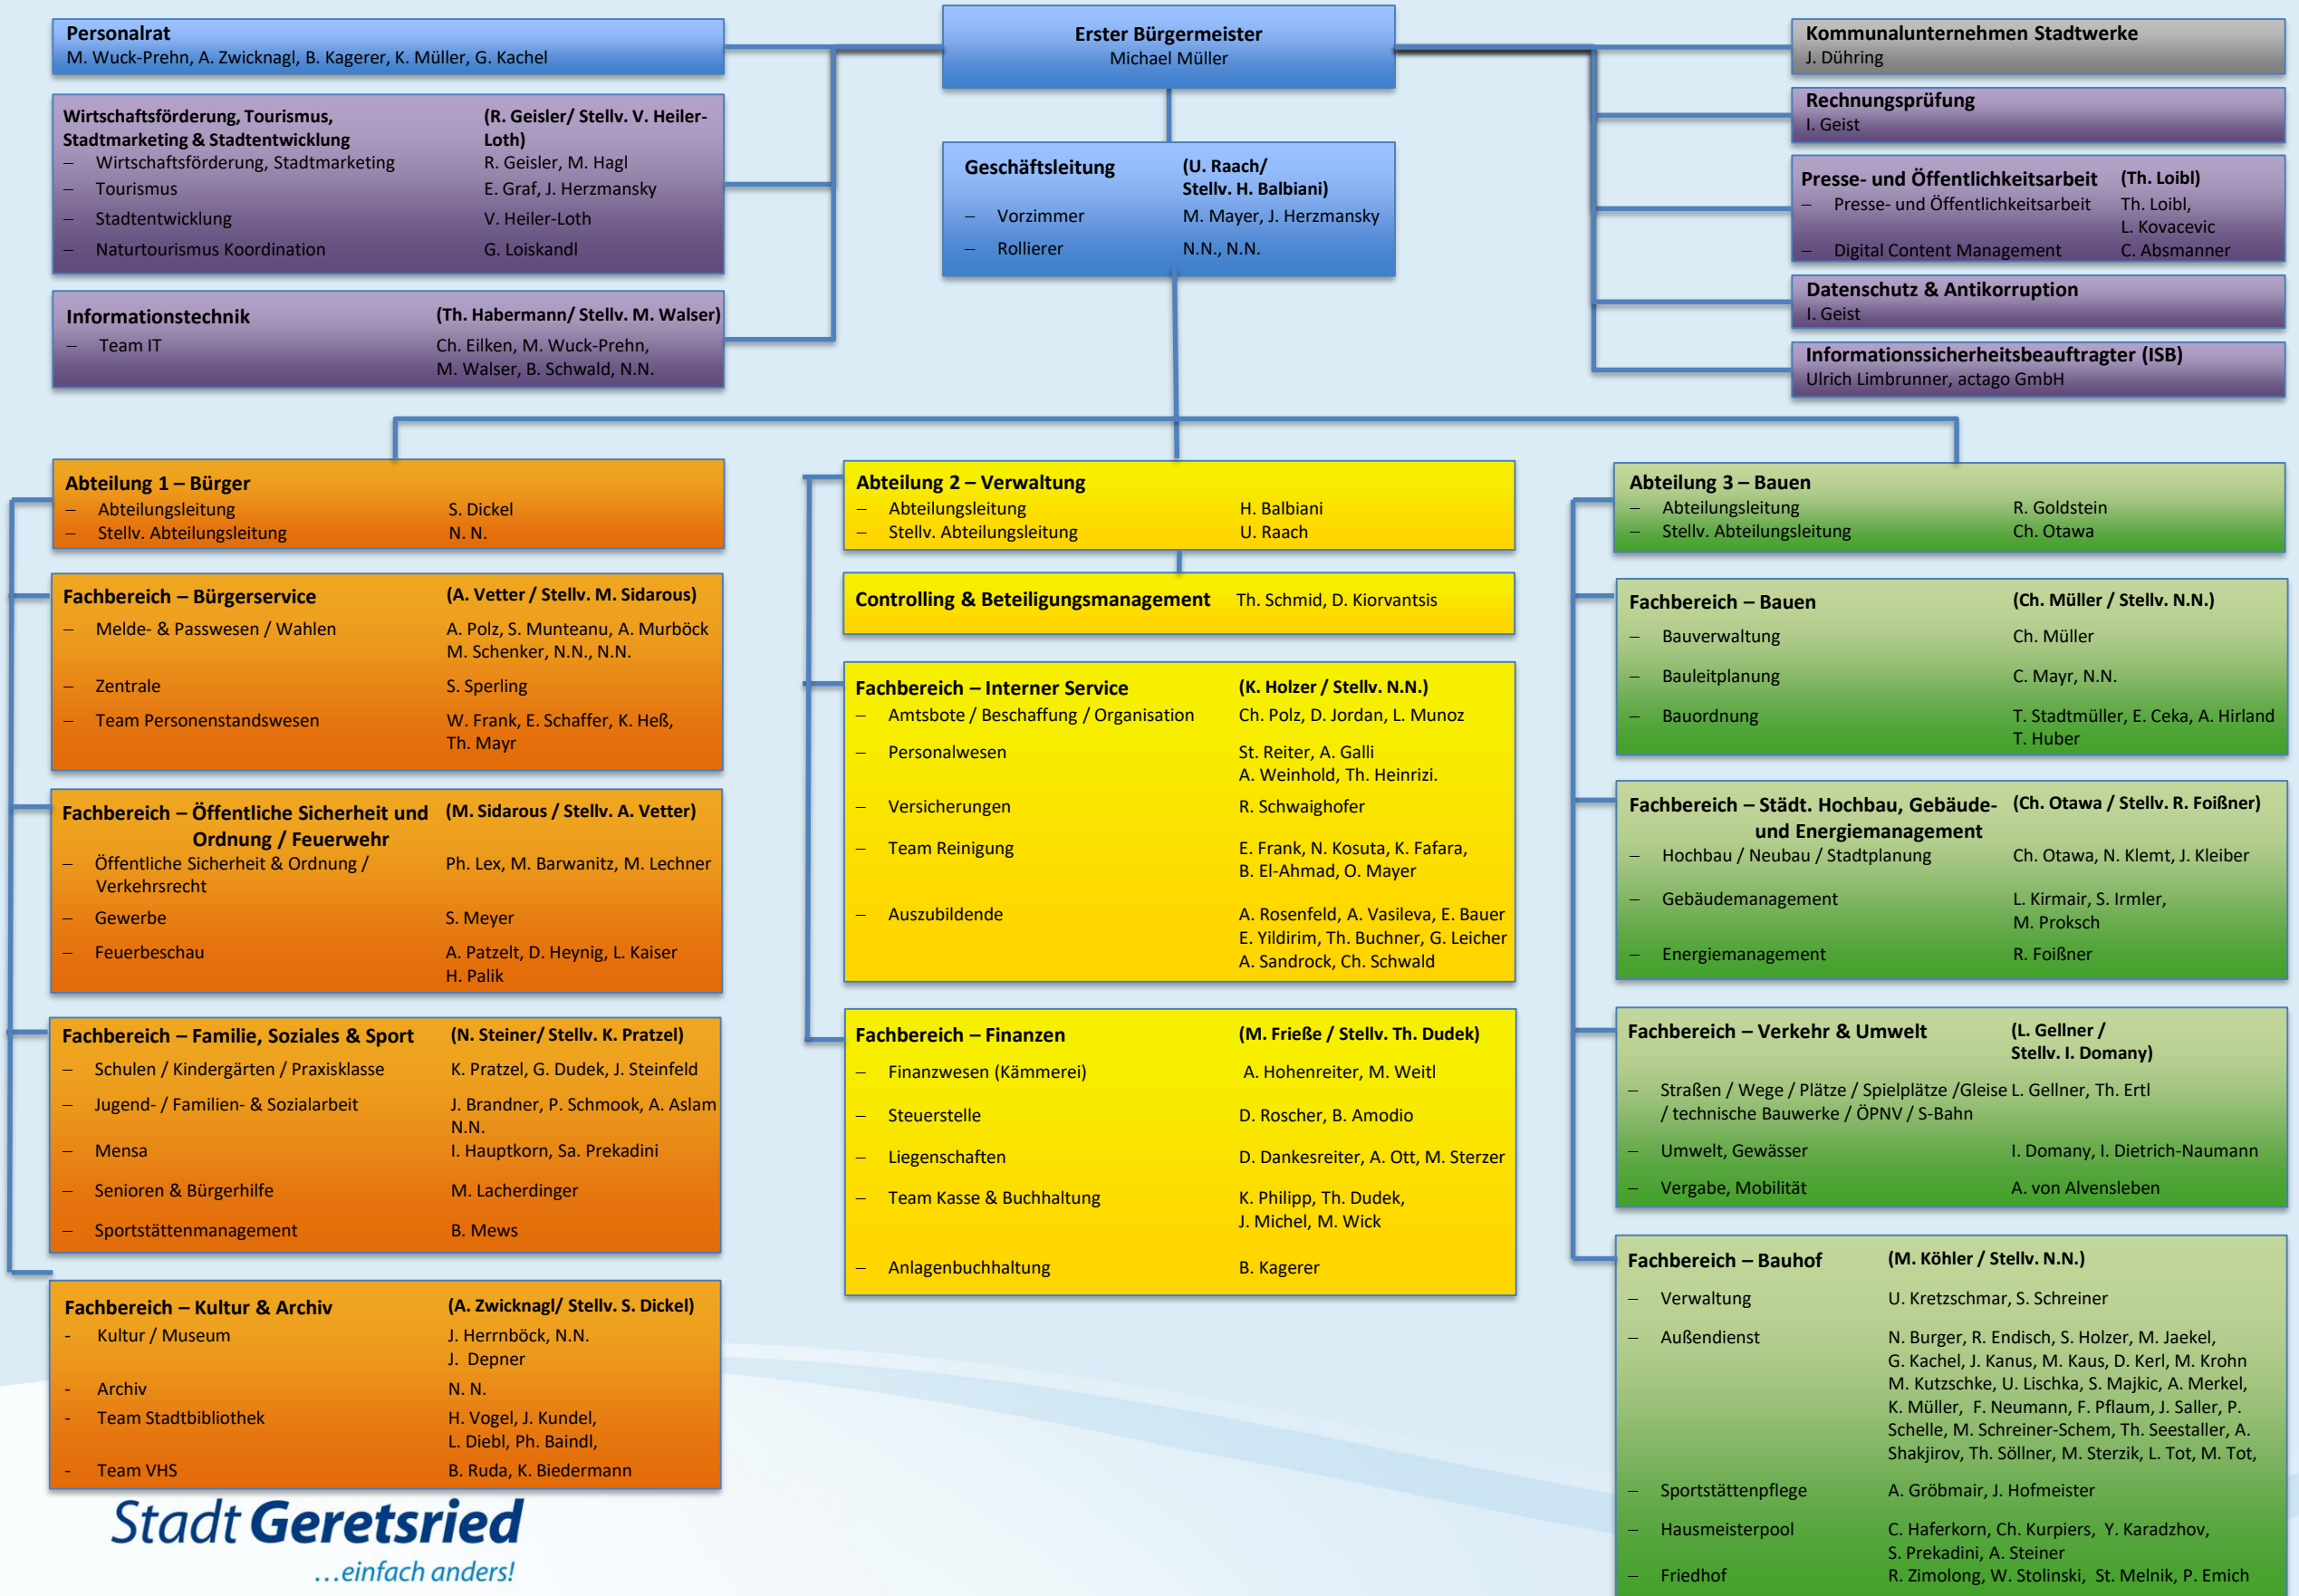 Personalrat
M. Wuck-Prehn, A. Zwicknagl, B. Kagerer, K. Müller, G. Kachel
Erster Bürgermeister
Michael Müller
Kommunalunternehmen Stadtwerke
J. Dühring
Wirtschaftsförderung, Tourismus, (R. Geisler/ Stellv. V. Heiler-
Stadtmarketing & Stadtentwicklung Loth)
– Wirtschaftsförderung, Stadtmarketing R. Geisler, M. Hagl
– Tourismus E. Graf, J. Herzmansky
– Stadtentwicklung V. Heiler-Loth
– Naturtourismus Koordination G. Loiskandl
Informationstechnik (Th. Habermann/ Stellv. M. Walser)
– Team IT Ch. Eilken, M. Wuck-Prehn,
M. Walser, B. Schwald, N.N.
Geschäftsleitung (U. Raach/
Stellv. H. Balbiani)
– Vorzimmer M. Mayer, J. Herzmansky
– Rollierer N.N., N.N.
Rechnungsprüfung
I. Geist
Presse- und Öffentlichkeitsarbeit (Th. Loibl)
– Presse- und Öffentlichkeitsarbeit Th. Loibl,
L. Kovacevic
– Digital Content Management C. Absmanner
Datenschutz & Antikorruption
I. Geist
Informationssicherheitsbeauftragter (ISB)
Ulrich Limbrunner, actago GmbH
Abteilung 1 – Bürger
– Abteilungsleitung S. Dickel
– Stellv. Abteilungsleitung N. N.
Fachbereich – Bürgerservice (A. Vetter / Stellv. M. Sidarous)
– Melde- & Passwesen / Wahlen A. Polz, S. Munteanu, A. Murböck
M. Schenker, N.N., N.N.
– Zentrale S. Sperling
– Team Personenstandswesen W. Frank, E. Schaffer, K. Heß,
Th. Mayr
Fachbereich – Öffentliche Sicherheit und (M. Sidarous / Stellv. A. Vetter)
Ordnung / Feuerwehr
– Öffentliche Sicherheit & Ordnung / Ph. Lex, M. Barwanitz, M. Lechner
Verkehrsrecht
– Gewerbe S. Meyer
– Feuerbeschau A. Patzelt, D. Heynig, L. Kaiser
H. Palik
Fachbereich – Familie, Soziales & Sport (N. Steiner/ Stellv. K. Pratzel)
– Schulen / Kindergärten / Praxisklasse K. Pratzel, G. Dudek, J. Steinfeld
– Jugend- / Familien- & Sozialarbeit J. Brandner, P. Schmook, A. Aslam
N.N.
– Mensa I. Hauptkorn, Sa. Prekadini
– Senioren & Bürgerhilfe M. Lacherdinger
– Sportstättenmanagement B. Mews
Fachbereich – Kultur & Archiv (A. Zwicknagl/ Stellv. S. Dickel)
- Kultur / Museum J. Herrnböck, N.N.
J. Depner
- Archiv N. N.
- Team Stadtbibliothek H. Vogel, J. Kundel,
L. Diebl, Ph. Baindl,
- Team VHS B. Ruda, K. Biedermann
Abteilung 2 – Verwaltung
– Abteilungsleitung H. Balbiani
– Stellv. Abteilungsleitung U. Raach
Controlling & Beteiligungsmanagement Th. Schmid, D. Kiorvantsis
Fachbereich – Interner Service (K. Holzer / Stellv. N.N.)
– Amtsbote / Beschaffung / Organisation Ch. Polz, D. Jordan, L. Munoz
– Personalwesen St. Reiter, A. Galli
A. Weinhold, Th. Heinrizi.
– Versicherungen R. Schwaighofer
– Team Reinigung E. Frank, N. Kosuta, K. Fafara,
B. El-Ahmad, O. Mayer
– Auszubildende A. Rosenfeld, A. Vasileva, E. Bauer
E. Yildirim, Th. Buchner, G. Leicher
A. Sandrock, Ch. Schwald
Fachbereich – Finanzen (M. Frieße / Stellv. Th. Dudek)
– Finanzwesen (Kämmerei) A. Hohenreiter, M. Weitl
– Steuerstelle D. Roscher, B. Amodio
– Liegenschaften D. Dankesreiter, A. Ott, M. Sterzer
– Team Kasse & Buchhaltung K. Philipp, Th. Dudek,
J. Michel, M. Wick
– Anlagenbuchhaltung B. Kagerer
Abteilung 3 – Bauen
– Abteilungsleitung R. Goldstein
– Stellv. Abteilungsleitung Ch. Otawa
Fachbereich – Bauen (Ch. Müller / Stellv. N.N.)
– Bauverwaltung Ch. Müller
– Bauleitplanung C. Mayr, N.N.
– Bauordnung T. Stadtmüller, E. Ceka, A. Hirland
T. Huber
Fachbereich – Städt. Hochbau, Gebäude- (Ch. Otawa / Stellv. R. Foißner)
und Energiemanagement
– Hochbau / Neubau / Stadtplanung Ch. Otawa, N. Klemt, J. Kleiber
– Gebäudemanagement L. Kirmair, S. Irmler,
M. Proksch
– Energiemanagement R. Foißner
Fachbereich – Verkehr & Umwelt (L. Gellner /
Stellv. I. Domany)
– Straßen / Wege / Plätze / Spielplätze /Gleise L. Gellner, Th. Ertl
/ technische Bauwerke / ÖPNV / S-Bahn
– Umwelt, Gewässer I. Domany, I. Dietrich-Naumann
– Vergabe, Mobilität A. von Alvensleben
Fachbereich – Bauhof (M. Köhler / Stellv. N.N.)
– Verwaltung U. Kretzschmar, S. Schreiner
– Außendienst N. Burger, R. Endisch, S. Holzer, M. Jaekel,
G. Kachel, J. Kanus, M. Kaus, D. Kerl, M. Krohn
M. Kutzschke, U. Lischka, S. Majkic, A. Merkel,
K. Müller, F. Neumann, F. Pflaum, J. Saller, P.
Schelle, M. Schreiner-Schem, Th. Seestaller, A.
Shakjirov, Th. Söllner, M. Sterzik, L. Tot, M. Tot,
– Sportstättenpflege A. Gröbmair, J. Hofmeister
– Hausmeisterpool C. Haferkorn, Ch. Kurpiers, Y. Karadzhov,
S. Prekadini, A. Steiner
– Friedhof R. Zimolong, W. Stolinski, St. Melnik, P. Emich
Stadt Geretsried
...einfach anders!